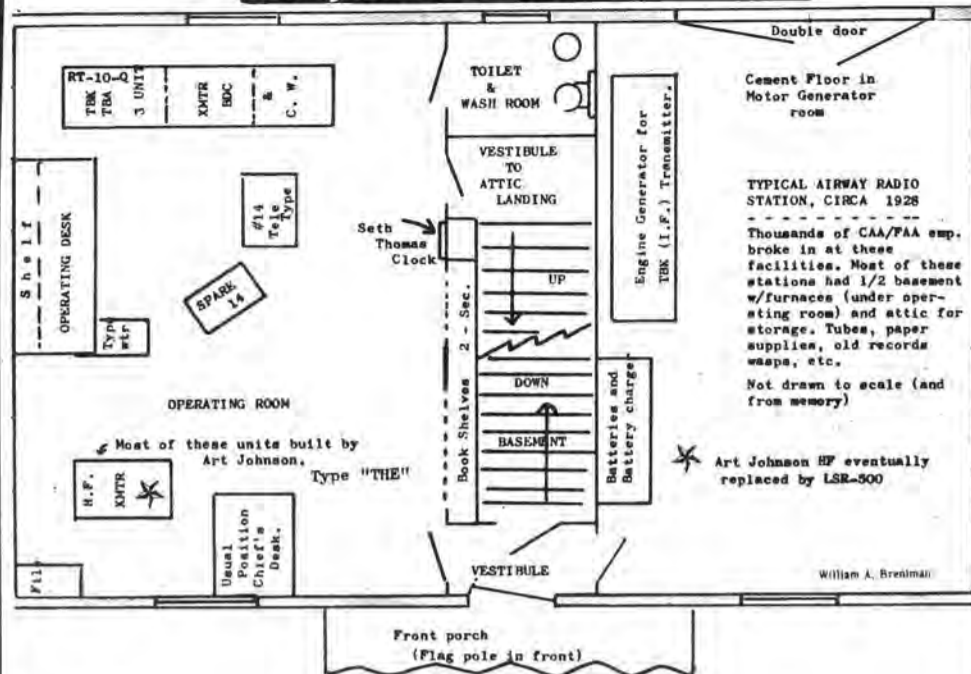 RT-10-Q
TBK
TBA
3 UNIT
XMTR
BDC
&
C. W.
TOILET
&
WASH ROOM
VESTIBULE
TO
ATTIC
LANDING
Engine Generator for
TBK (I.F.) Transmitter.
Double door
Cement Floor in
Motor Generator
room
Shelf
OPERATING DESK
#14
Tele
Type
SPARK
14
Type
wtr.
Seth
Thomas
Clock
UP
DOWN
BASEMENT
Book Shelves 2 - Sec.
Batteries and
Battery charger
TYPICAL AIRWAY RADIO
STATION, CIRCA 1928
- - - - - - - - - - -
Thousands of CAA/FAA emp.
broke in at these
facilities. Most of these
stations had 1/2 basement
w/furnaces (under oper-
ating room) and attic for
storage. Tubes, paper
supplies, old records
wasps, etc.
Not drawn to scale (and
from memory)
OPERATING ROOM
Most of these units built by
Art Johnson.
Type "THE"
H.F.
XMTR
Usual
Position
Chief's
Desk.
File
Art Johnson HF eventually
replaced by LSR-500
VESTIBULE
William A.
Front porch
(Flag pole in front)